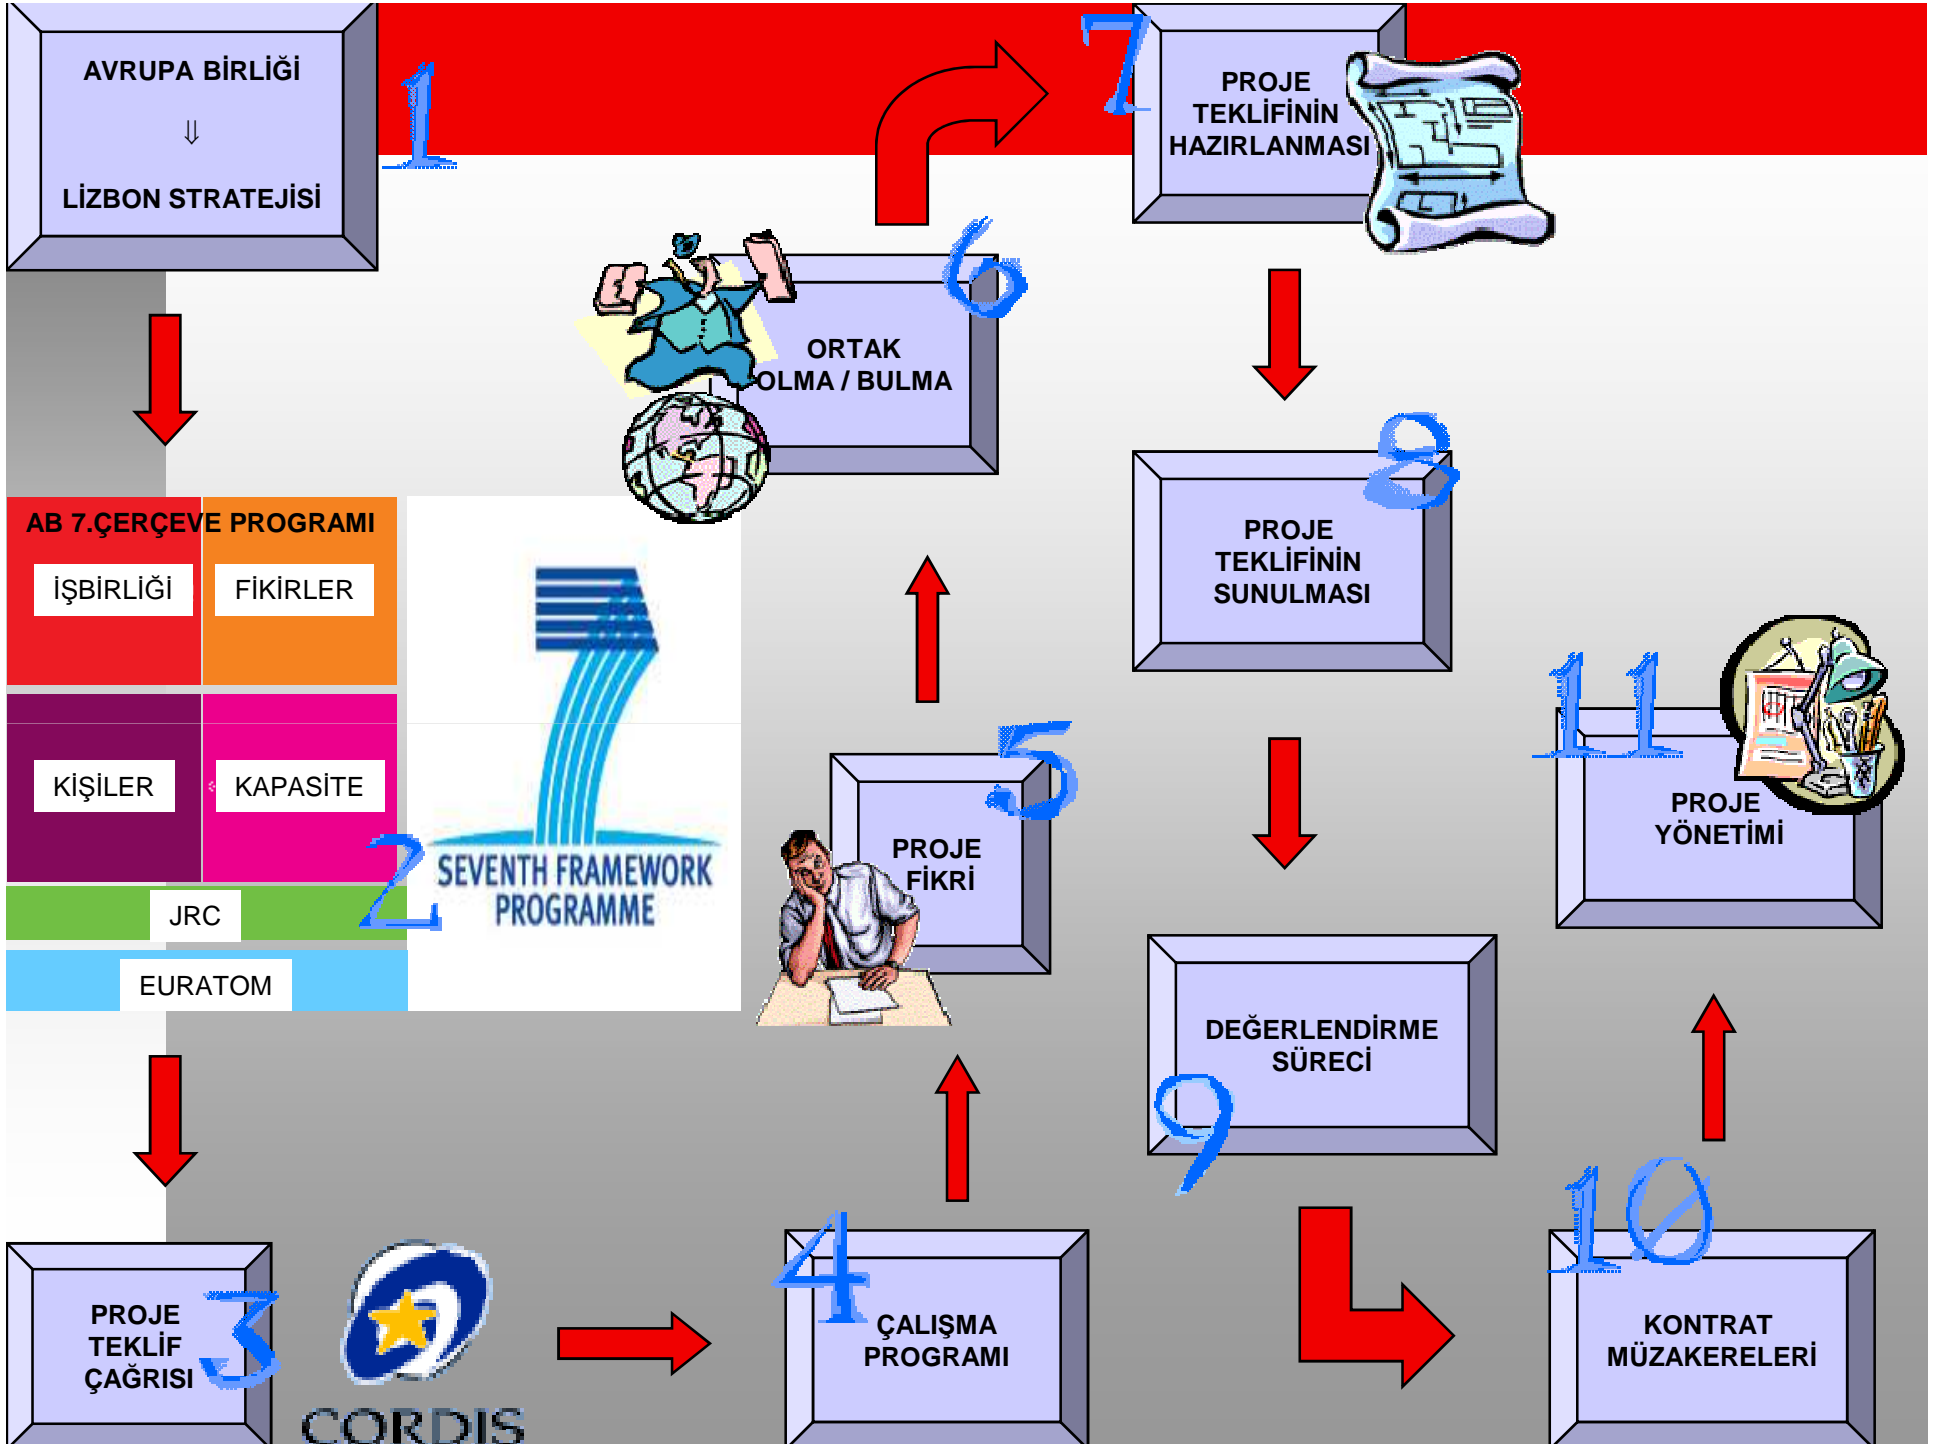 AVRUPA BİRLİĞİ
⇓
LİZBON STRATEJİSİ
1
AB 7.ÇERÇEVE PROGRAMI
İŞBİRLİĞİ
FİKİRLER
KİŞİLER
KAPASİTE
JRC
EURATOM
2
SEVENTH FRAMEWORK
PROGRAMME
PROJE
TEKLİF
ÇAĞRISI
3
CORDIS
4
ÇALIŞMA
PROGRAMI
5
PROJE
FİKRİ
6
ORTAK
OLMA / BULMA
7
PROJE
TEKLİFİNİN
HAZIRLANMASI
8
PROJE
TEKLİFİNİN
SUNULMASI
DEĞERLENDİRME
SÜRECİ
9
10
KONTRAT
MÜZAKERELERİ
11
PROJE
YÖNETİMİ